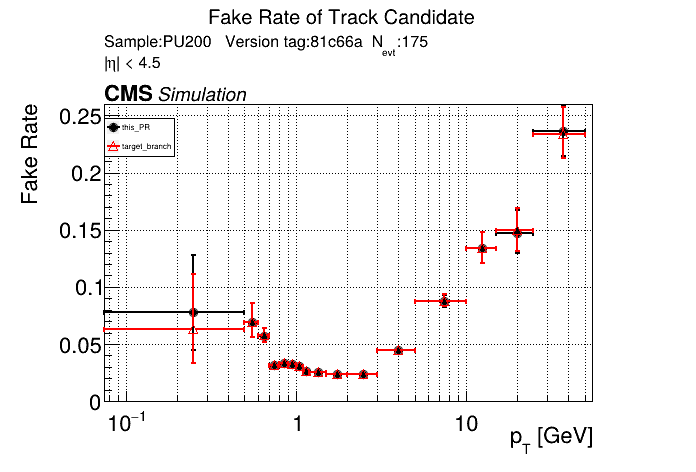 Fake Rate of Track Candidate
Sample:PU200 Version tag:81c66a N_evt:175
|η| < 4.5
CMS Simulation
Fake Rate
this_PR
target_branch
0.25
0.2
0.15
0.1
0.05
0
10⁻¹ 1 10
p_T [GeV]